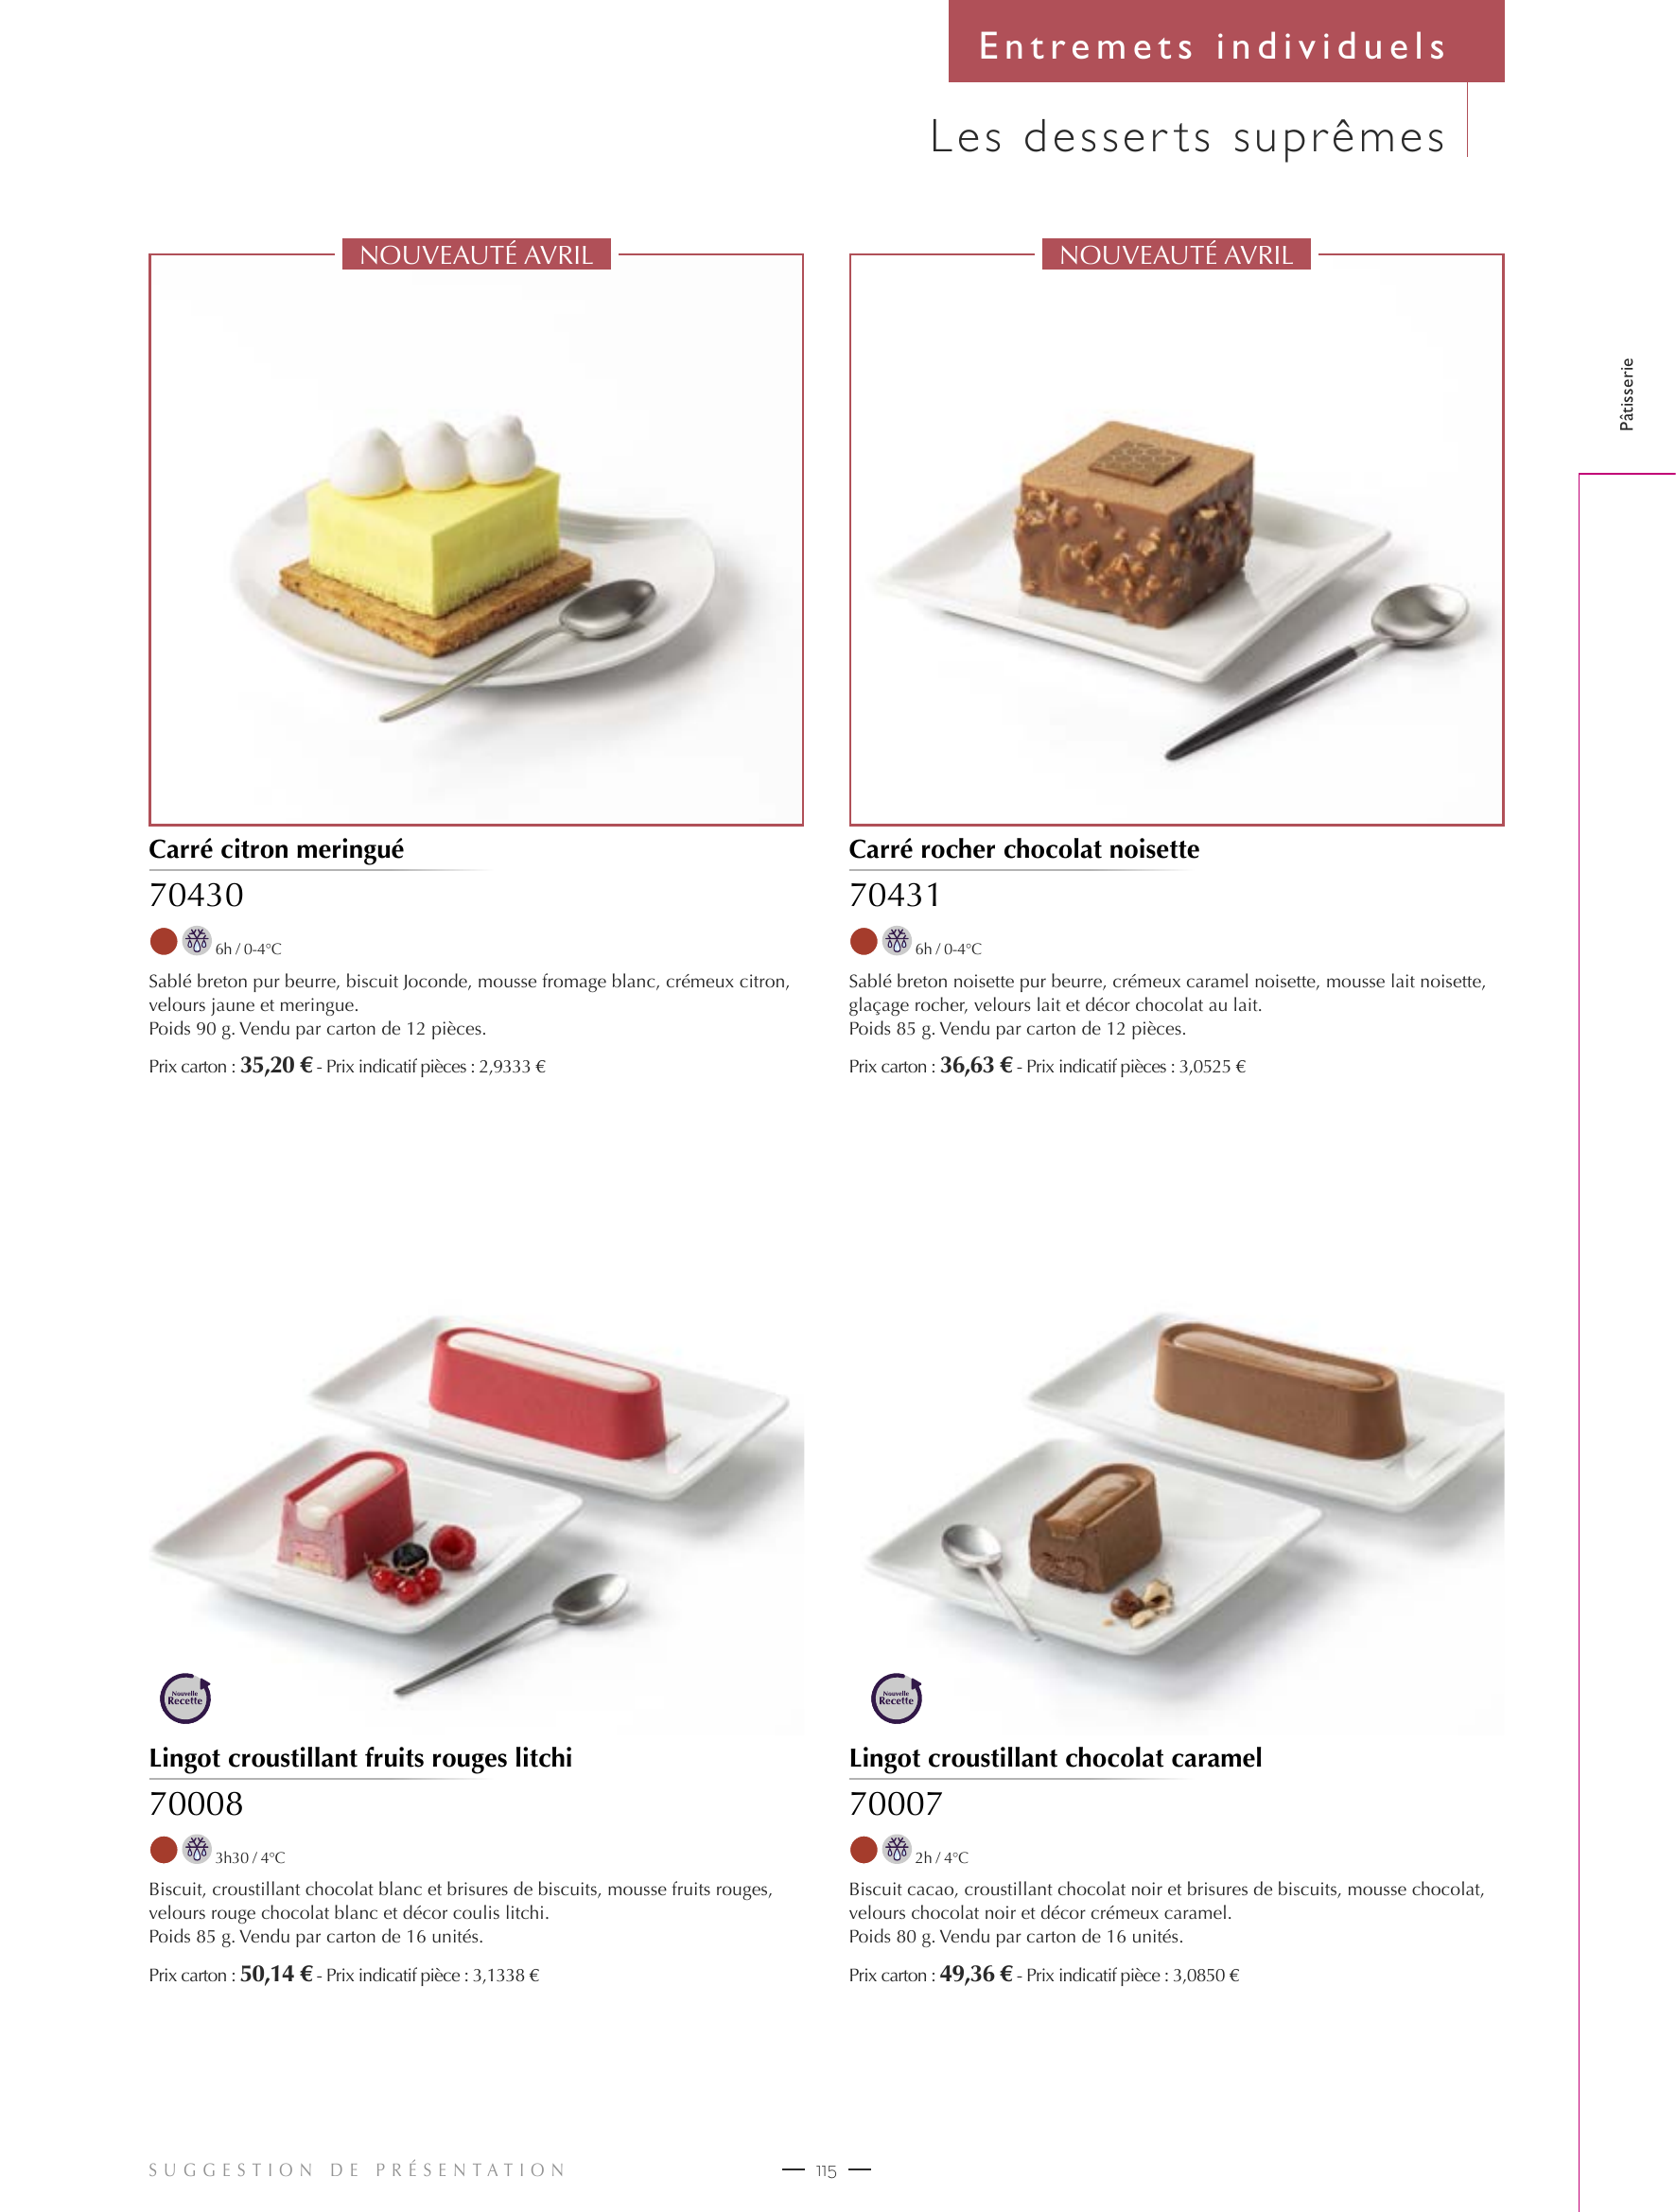 Entremets individuels
Les desserts suprêmes
Pâtisserie
NOUVEAUTÉ AVRIL
Carré citron meringué
70430
6h / 0-4°C
Sablé breton pur beurre, biscuit Joconde, mousse fromage blanc, crémeux citron,
velours jaune et meringue.
Poids 90 g. Vendu par carton de 12 pièces.
Prix carton : 35,20 € - Prix indicatif pièces : 2,9333 €
NOUVEAUTÉ AVRIL
Carré rocher chocolat noisette
70431
6h / 0-4°C
Sablé breton noisette pur beurre, crémeux caramel noisette, mousse lait noisette,
glaçage rocher, velours lait et décor chocolat au lait.
Poids 85 g. Vendu par carton de 12 pièces.
Prix carton : 36,63 € - Prix indicatif pièces : 3,0525 €
Nouvelle
Recette
Lingot croustillant fruits rouges litchi
70008
3h30 / 4°C
Biscuit, croustillant chocolat blanc et brisures de biscuits, mousse fruits rouges,
velours rouge chocolat blanc et décor coulis litchi.
Poids 85 g. Vendu par carton de 16 unités.
Prix carton : 50,14 € - Prix indicatif pièce : 3,1338 €
Nouvelle
Recette
Lingot croustillant chocolat caramel
70007
2h / 4°C
Biscuit cacao, croustillant chocolat noir et brisures de biscuits, mousse chocolat,
velours chocolat noir et décor crémeux caramel.
Poids 80 g. Vendu par carton de 16 unités.
Prix carton : 49,36 € - Prix indicatif pièce : 3,0850 €
SUGGESTION DE PRÉSENTATION
115